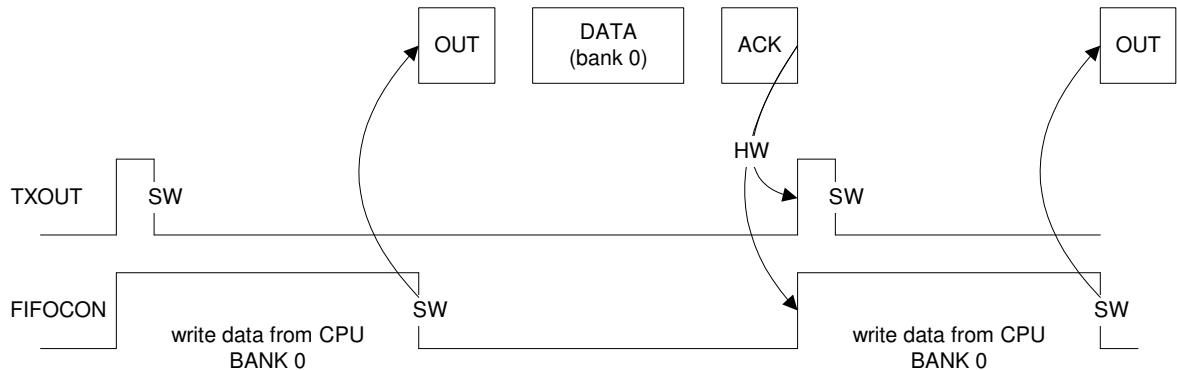 OUT
DATA
(bank 0)
ACK
OUT
HW
TXOUT
SW
SW
FIFOCON
SW
SW
write data from CPU
BANK 0
write data from CPU
BANK 0